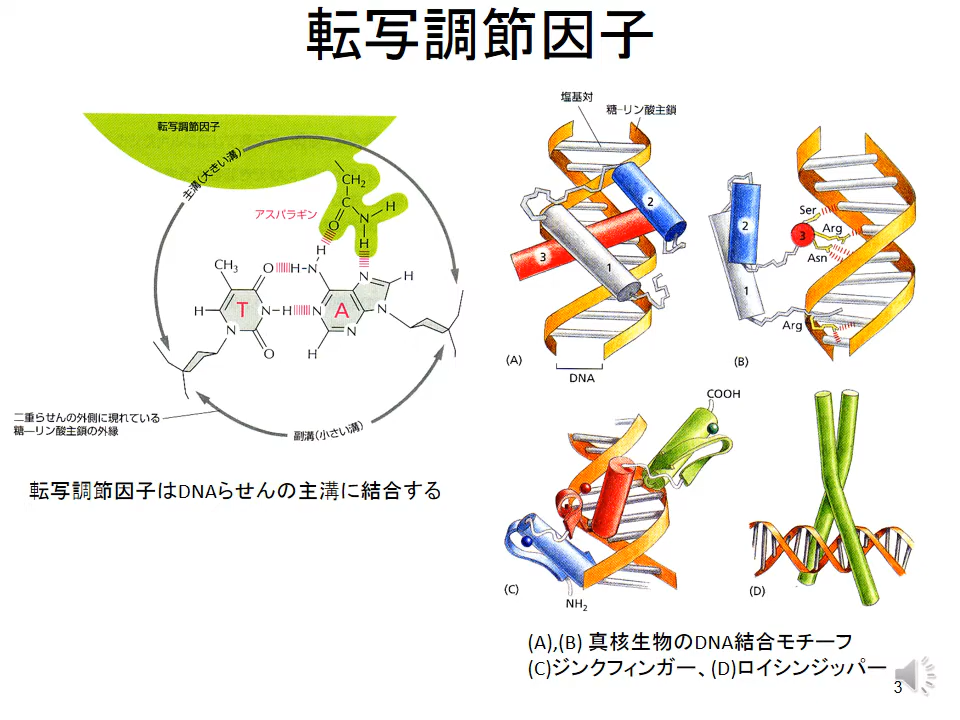 転写調節因子
転写調節因子
主溝(大きい溝)
CH₂
アスパラギン
C
O
N
H
H
H
CH₃
O
H-N
N
H
H
T
N-H
N
A
N
N
N
O
H
二重らせんの外側に現れている
糖—リン酸主鎖の外縁
副溝(小さい溝)
転写調節因子はDNAらせんの主溝に結合する
塩基対
糖-リン酸主鎖
2
3
1
(A)
DNA
2
1
Ser
3
Arg
Asn
Arg
(B)
COOH
(C)
NH₂
(D)
(A),(B) 真核生物のDNA結合モチーフ
(C)ジンクフィンガー、(D)ロイシンジッパー
3